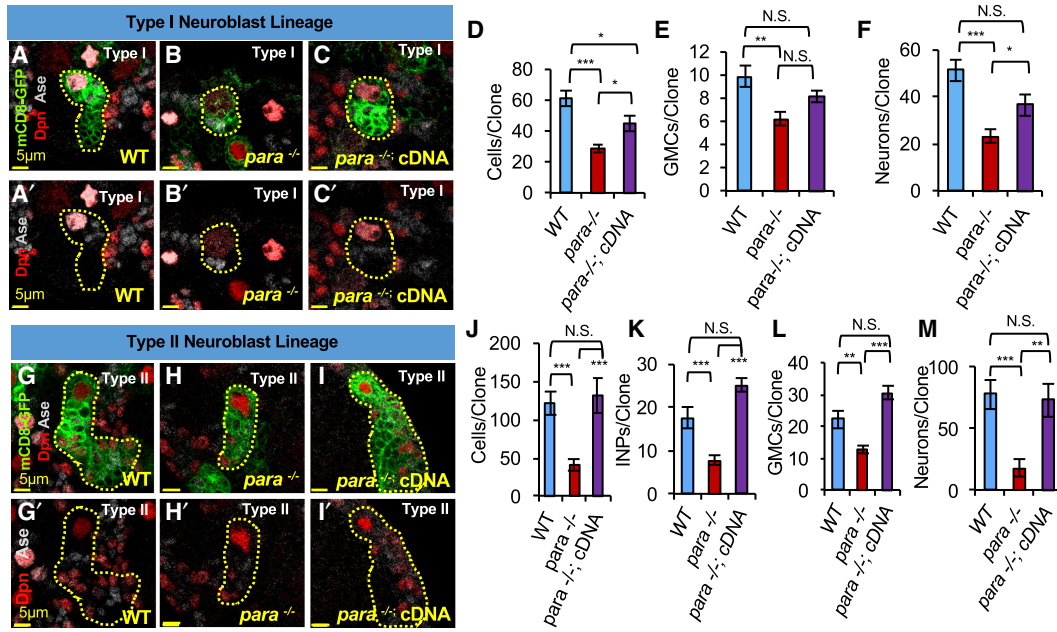 Type I Neuroblast Lineage
A
Type I
mCD8-GFP
Dpn Ase
5µm
WT
B
Type I
para -/-
C
Type I
para -/-; cDNA
A′
Type I
Dpn Ase
5µm
WT
B′
Type I
para -/-
C′
Type I
para -/-; cDNA
D
Cells/Clone
80
60
40
20
0
*
***
*
WT
para-/-
para-/-; cDNA
E
GMCs/Clone
12
10
8
6
4
2
0
N.S.
**
N.S.
WT
para-/-
para-/-; cDNA
F
Neurons/Clone
60
40
20
0
N.S.
***
*
WT
para-/-
para-/-; cDNA
Type II Neuroblast Lineage
G
Type II
mCD8-GFP
Dpn Ase
5µm
WT
H
Type II
para -/-
I
Type II
para -/-; cDNA
G′
Type II
Dpn Ase
5µm
WT
H′
Type II
para -/-
I′
Type II
para -/-; cDNA
J
Cells/Clone
200
150
100
50
0
N.S.
***
***
WT
para -/-
para -/-; cDNA
K
INPs/Clone
30
20
10
0
N.S.
***
***
WT
para -/-
para -/-; cDNA
L
GMCs/Clone
40
30
20
10
0
N.S.
**
***
WT
para -/-
para -/-; cDNA
M
Neurons/Clone
100
50
0
N.S.
***
**
WT
para -/-
para -/-; cDNA